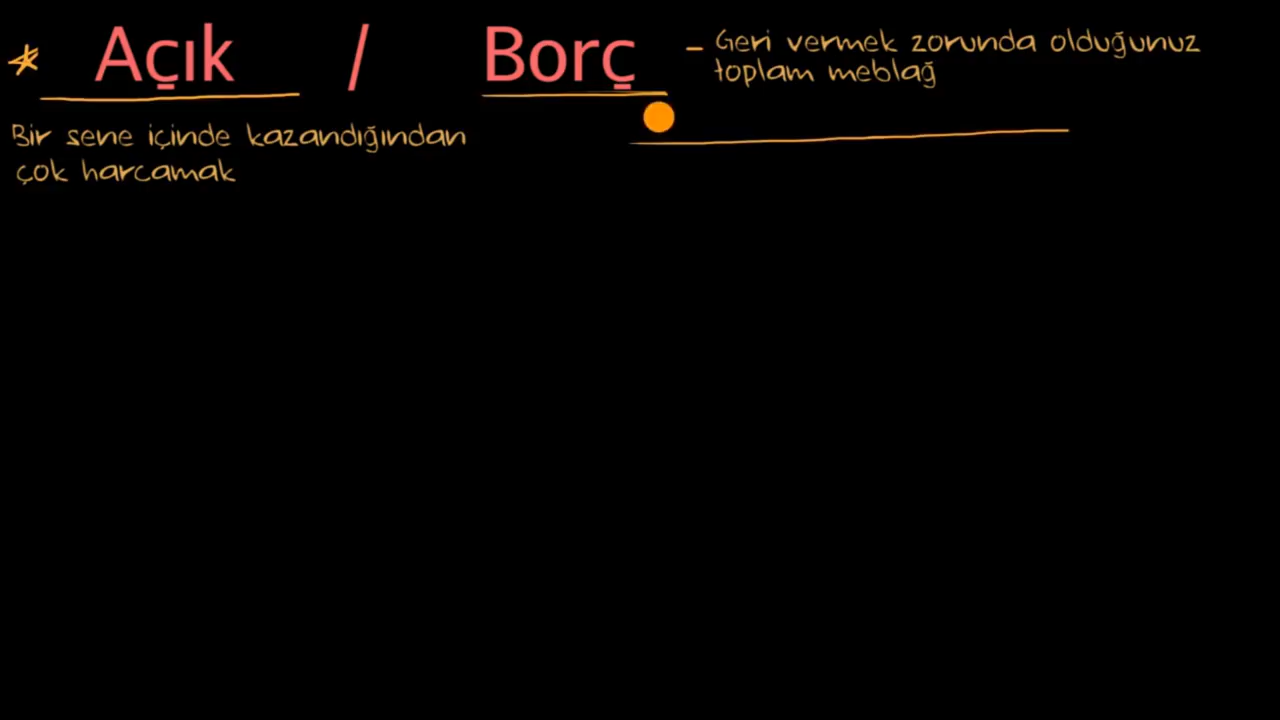 * Açık / Borç - Geri vermek zorunda olduğunuz
toplam meblağ
Bir sene içinde kazandığından
çok harcamak